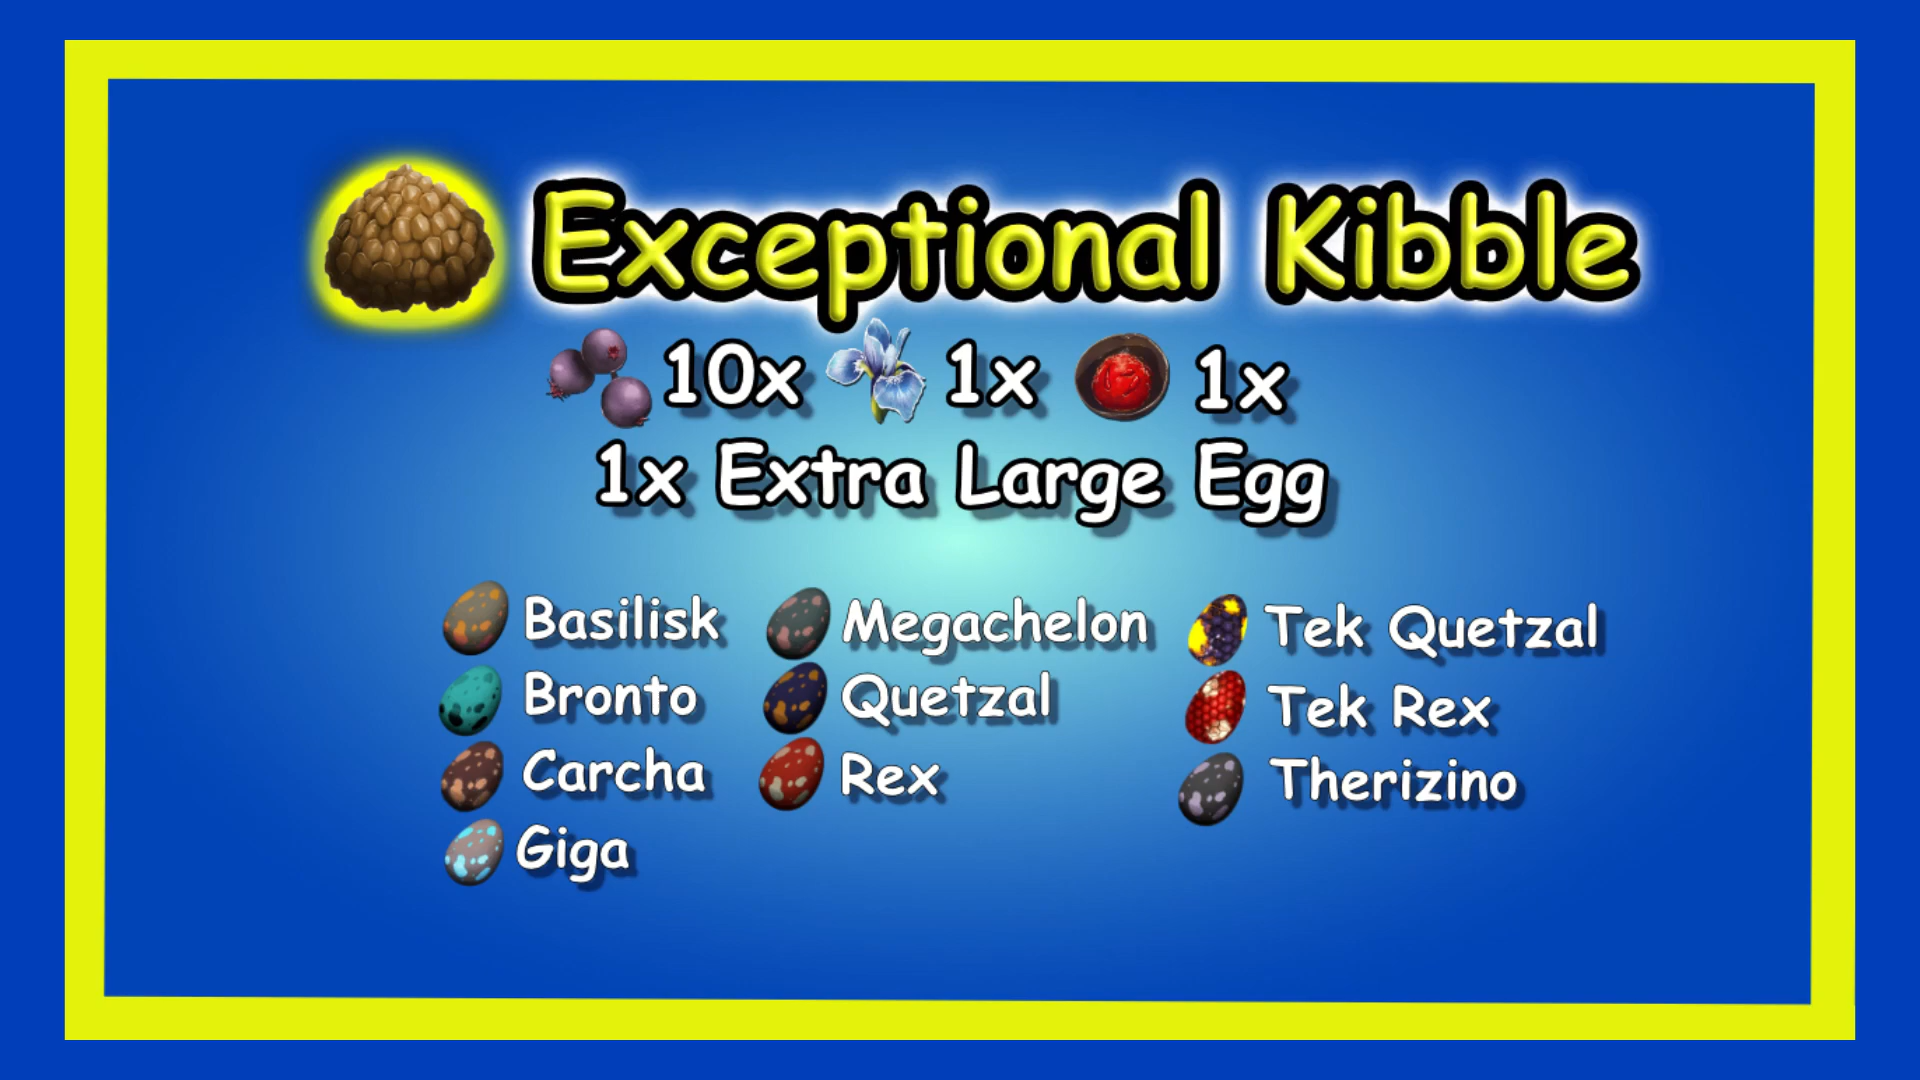 Exceptional Kibble
10x 1x 1x
1x Extra Large Egg
Basilisk Megachelon Tek Quetzal
Bronto Quetzal Tek Rex
Carcha Rex Therizino
Giga